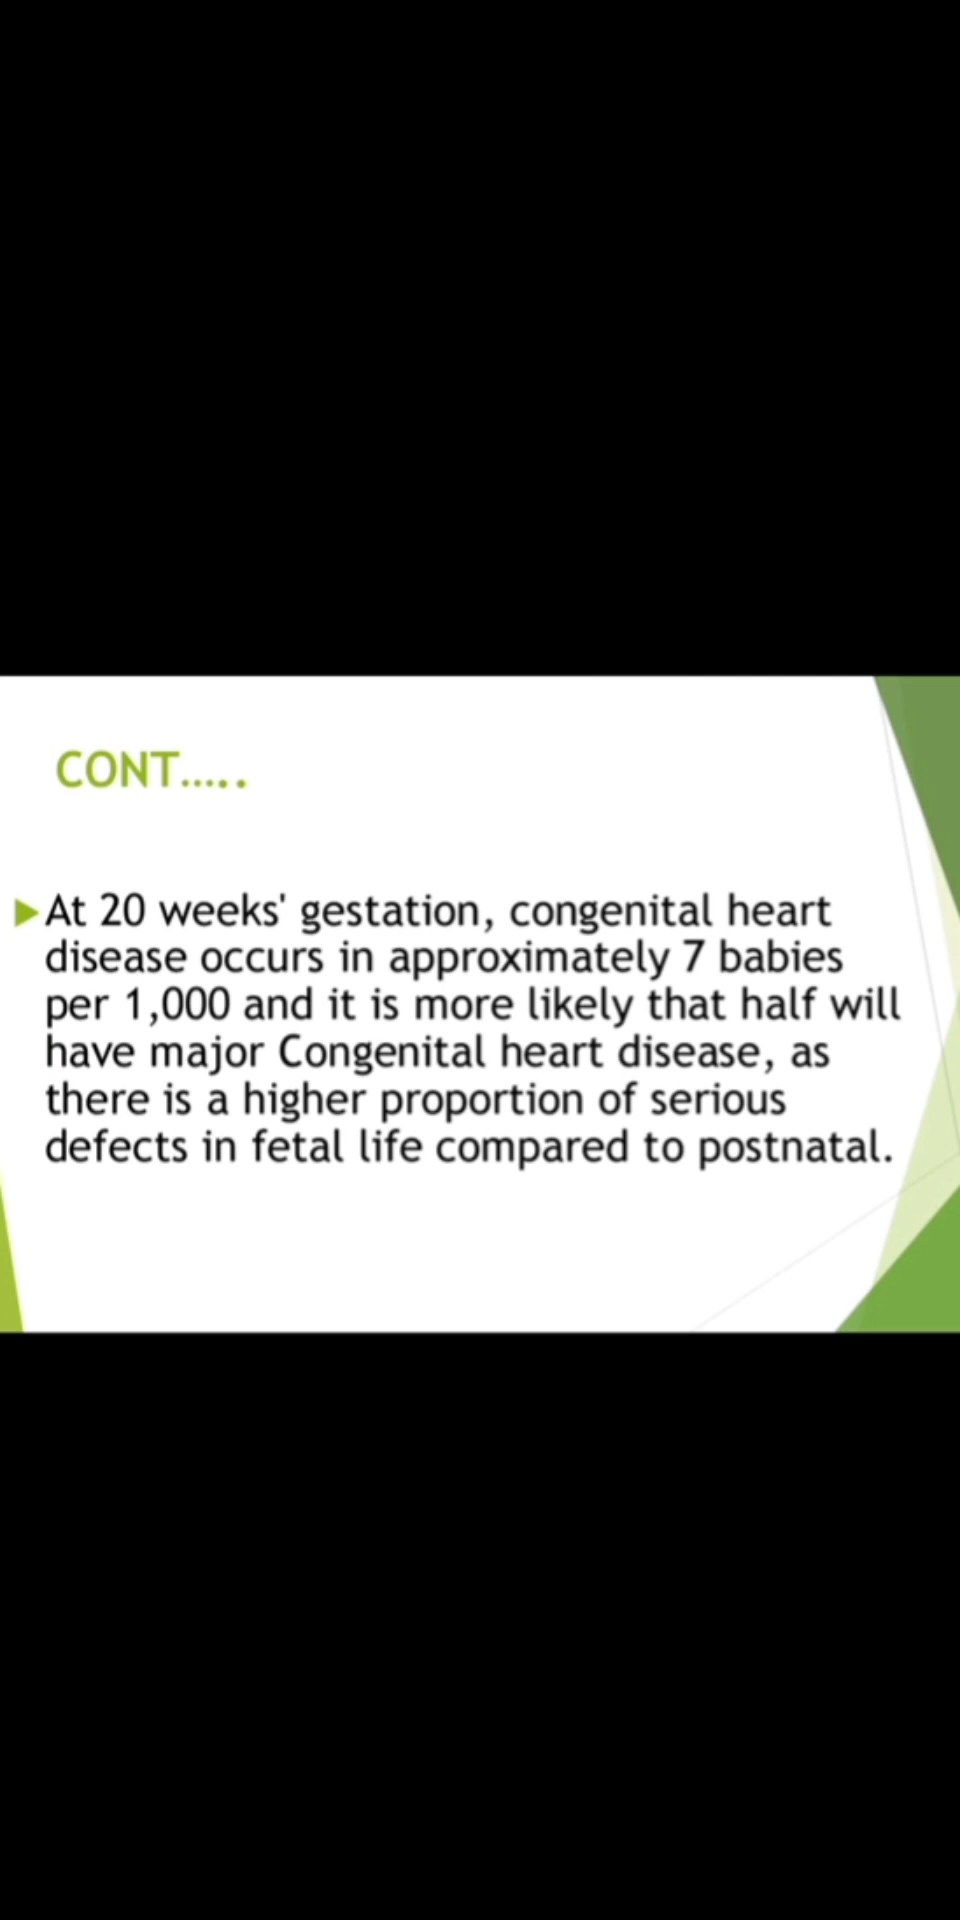 CONT.....
At 20 weeks' gestation, congenital heart
disease occurs in approximately 7 babies
per 1,000 and it is more likely that half will
have major Congenital heart disease, as
there is a higher proportion of serious
defects in fetal life compared to postnatal.